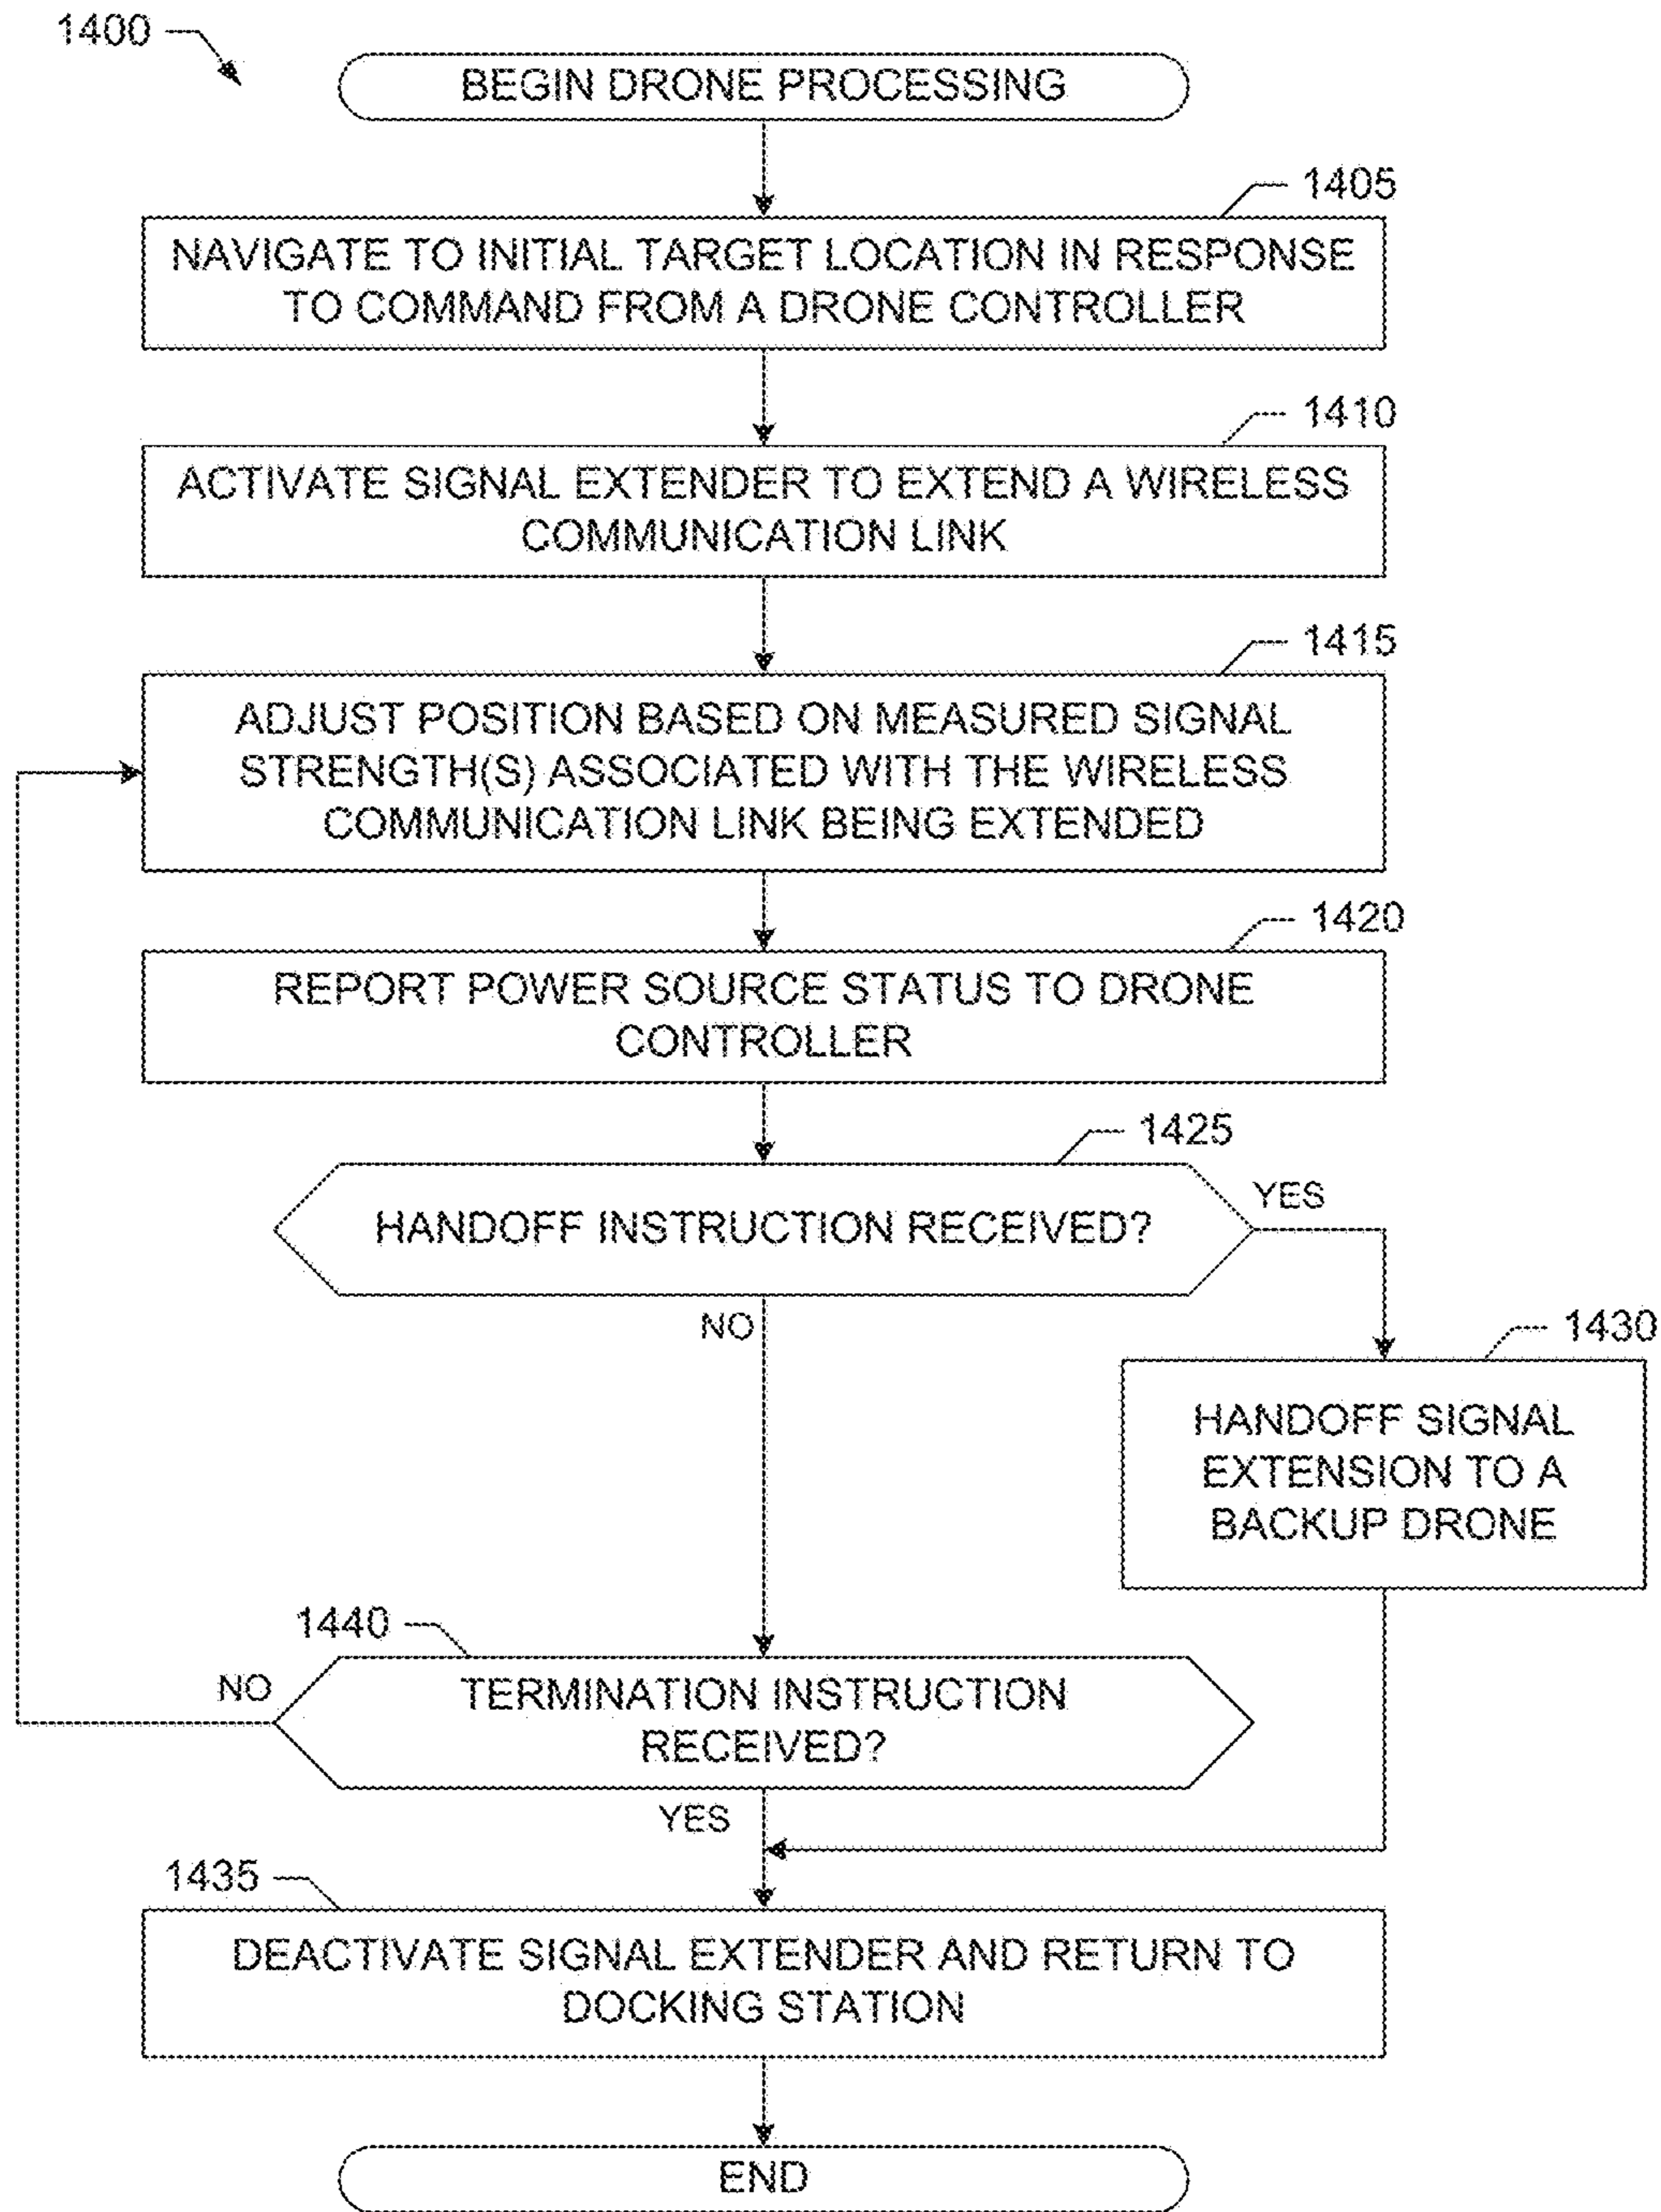 1400
BEGIN DRONE PROCESSING
1405
NAVIGATE TO INITIAL TARGET LOCATION IN RESPONSE
TO COMMAND FROM A DRONE CONTROLLER
1410
ACTIVATE SIGNAL EXTENDER TO EXTEND A WIRELESS
COMMUNICATION LINK
1415
ADJUST POSITION BASED ON MEASURED SIGNAL
STRENGTH(S) ASSOCIATED WITH THE WIRELESS
COMMUNICATION LINK BEING EXTENDED
1420
REPORT POWER SOURCE STATUS TO DRONE
CONTROLLER
1425
HANDOFF INSTRUCTION RECEIVED?
YES
NO
1430
HANDOFF SIGNAL
EXTENSION TO A
BACKUP DRONE
1440
NO
TERMINATION INSTRUCTION
RECEIVED?
YES
1435
DEACTIVATE SIGNAL EXTENDER AND RETURN TO
DOCKING STATION
END